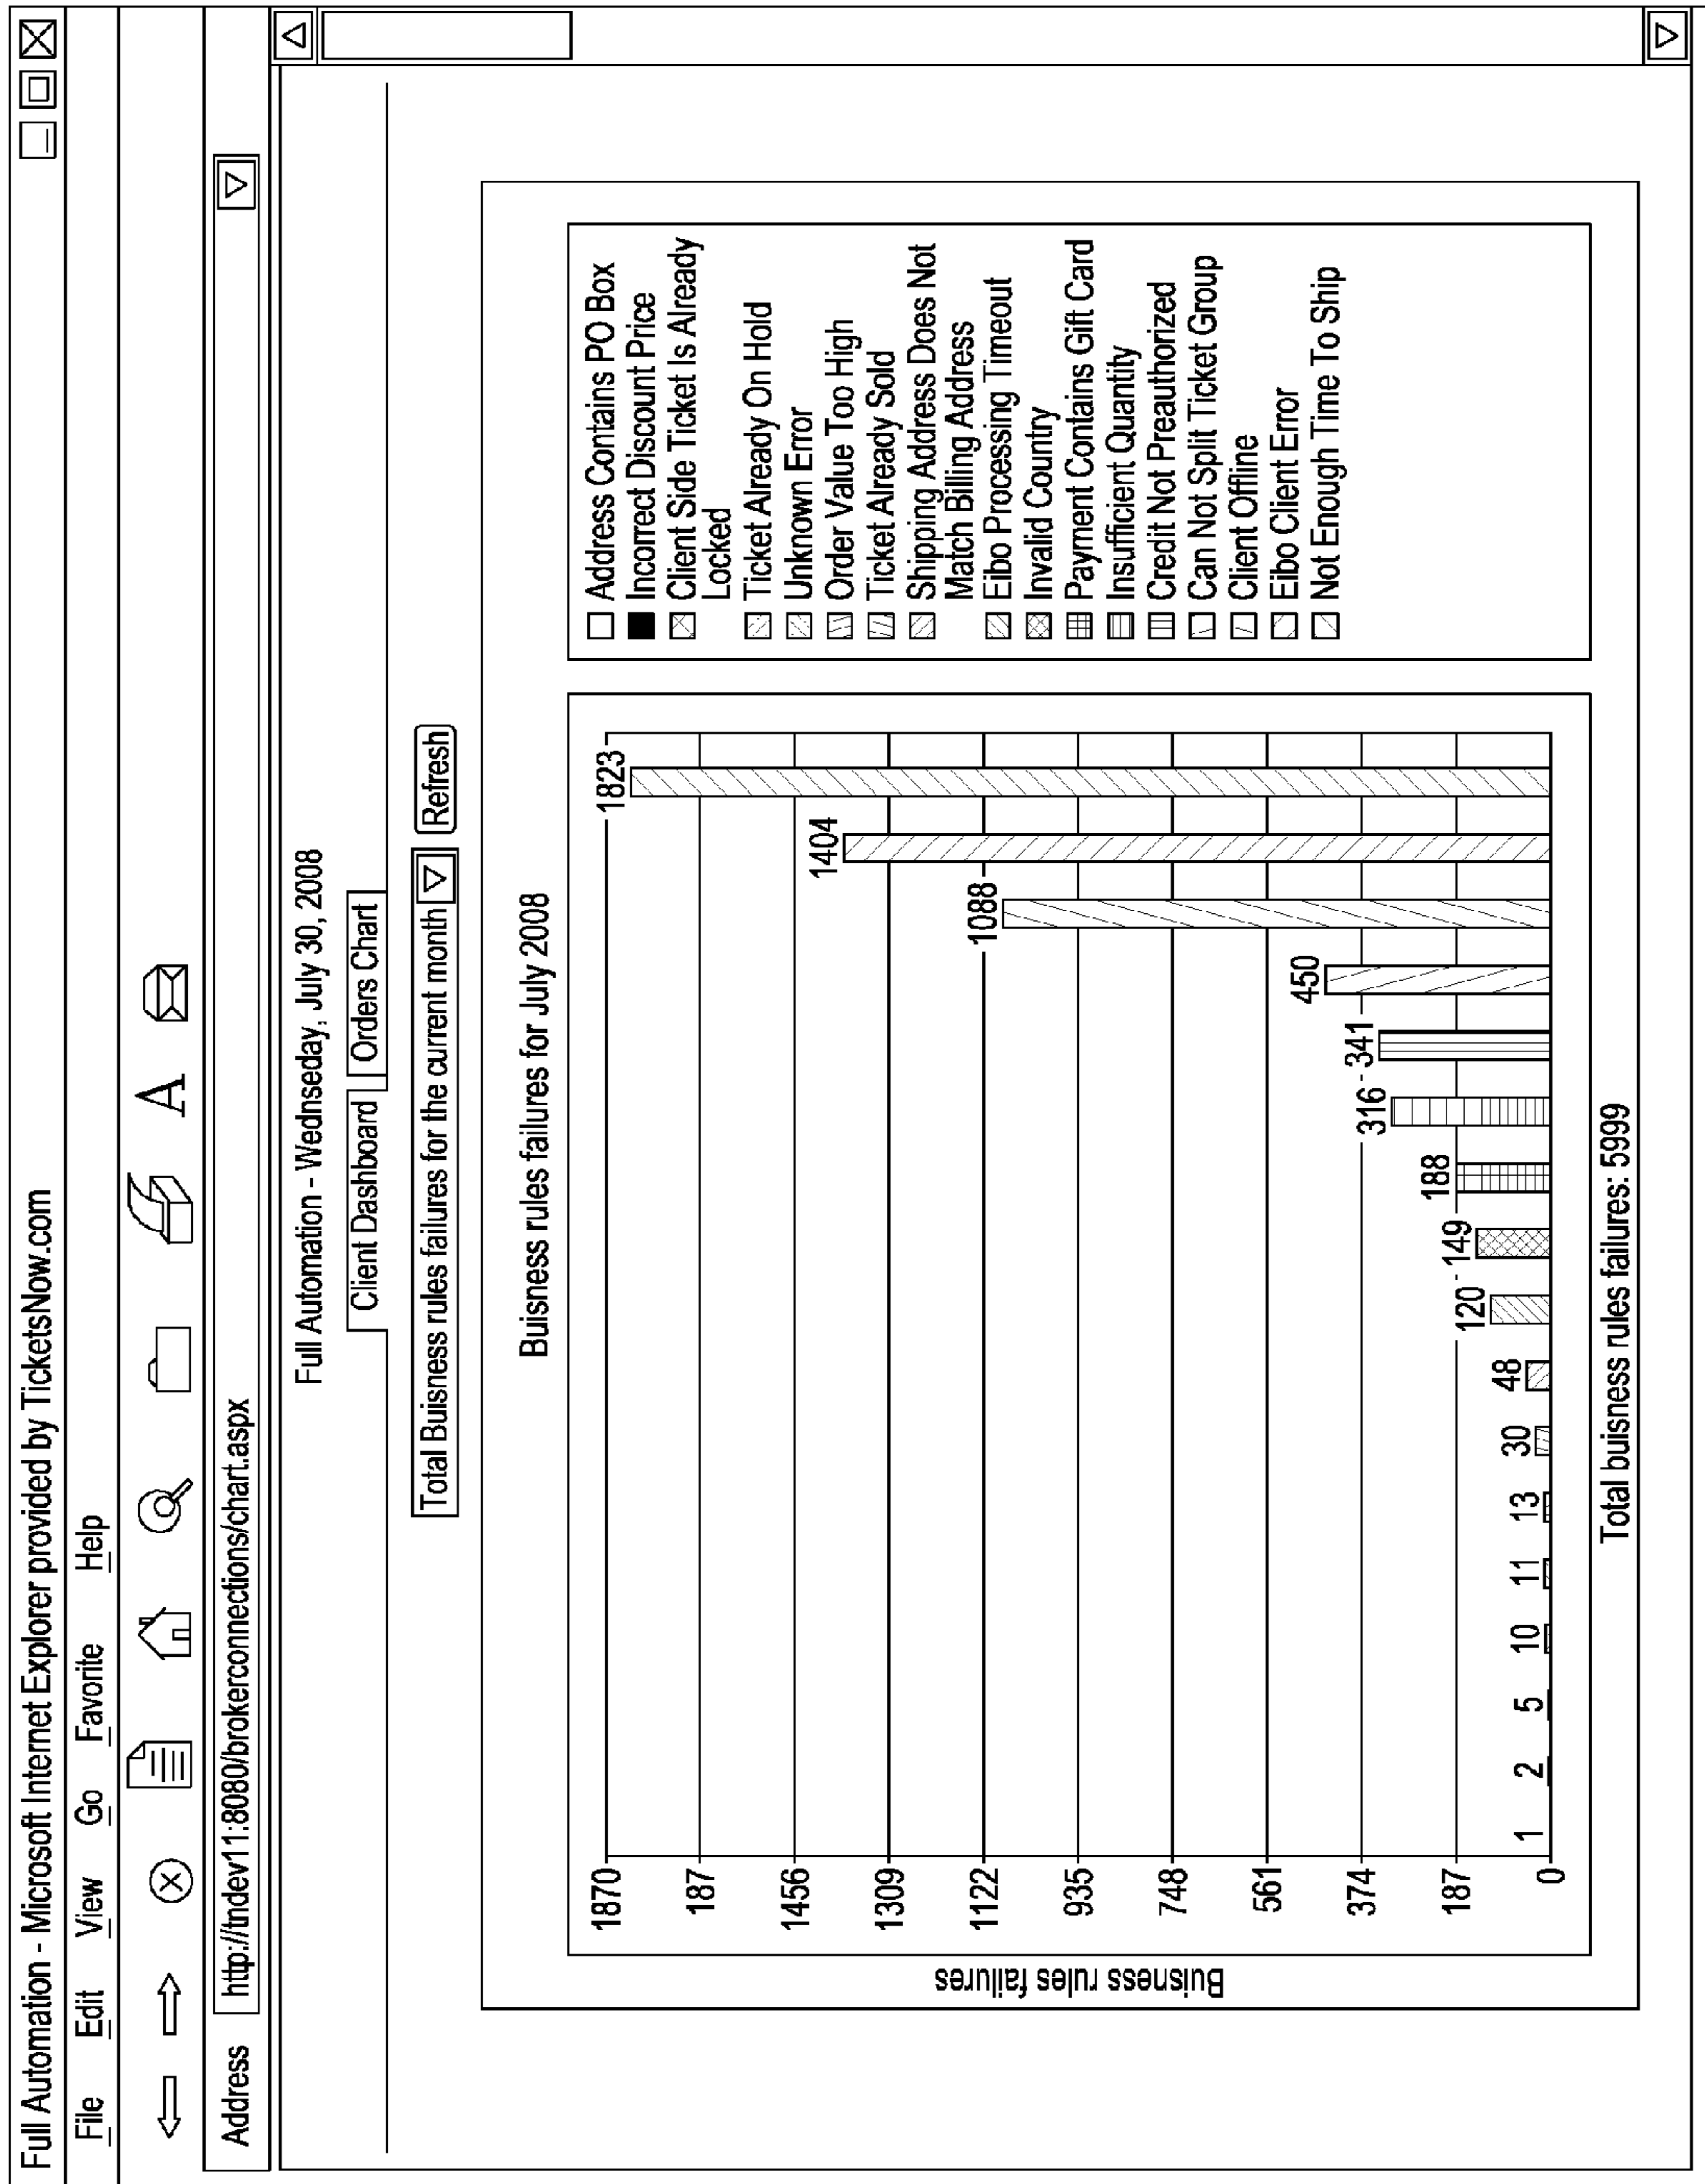 Full Automation - Microsoft Internet Explorer provided by TicketsNow.com
File Edit View Go Favorite Help
A
Address http://tndev11:8080/brokerconnections/chart.aspx
Full Automation - Wednseday, July 30, 2008
Client Dashboard Orders Chart
Total Buisness rules failures for the current month Refresh
Buisness rules failures for July 2008
Buisness rules failures
1870
187
1456
1309
1122
935
748
561
374
187
0
1
2
5
10
11
13
30
48
120
149
188
316
341
450
1088
1404
1823
Address Contains PO Box
Incorrect Discount Price
Client Side Ticket Is Already
Locked
Ticket Already On Hold
Unknown Error
Order Value Too High
Ticket Already Sold
Shipping Address Does Not
Match Billing Address
Eibo Processing Timeout
Invalid Country
Payment Contains Gift Card
Insufficient Quantity
Credit Not Preauthorized
Can Not Split Ticket Group
Client Offline
Eibo Client Error
Not Enough Time To Ship
Total buisness rules failures: 5999